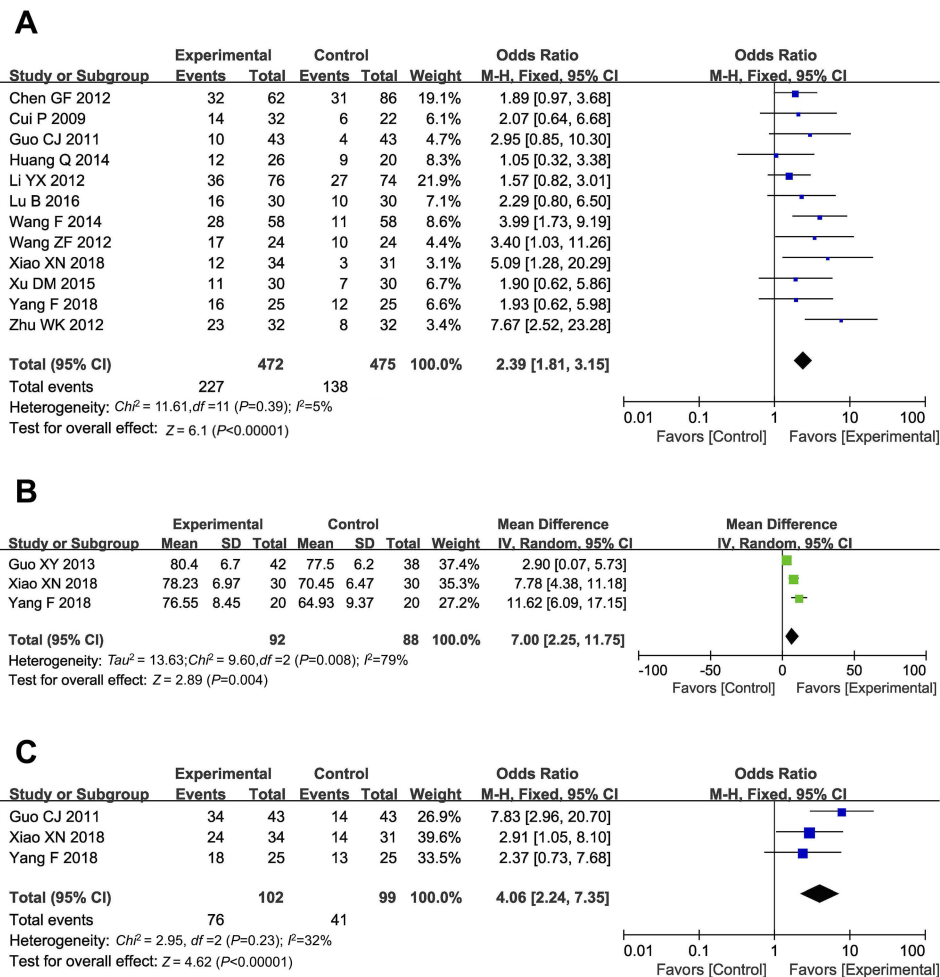 A
Experimental Control Odds Ratio Odds Ratio
Study or Subgroup Events Total Events Total Weight M-H, Fixed, 95% CI M-H, Fixed, 95% CI
Chen GF 2012 32 62 31 86 19.1% 1.89 [0.97, 3.68]
Cui P 2009 14 32 6 22 6.1% 2.07 [0.64, 6.68]
Guo CJ 2011 10 43 4 43 4.7% 2.95 [0.85, 10.30]
Huang Q 2014 12 26 9 20 8.3% 1.05 [0.32, 3.38]
Li YX 2012 36 76 27 74 21.9% 1.57 [0.82, 3.01]
Lu B 2016 16 30 10 30 7.1% 2.29 [0.80, 6.50]
Wang F 2014 28 58 11 58 8.6% 3.99 [1.73, 9.19]
Wang ZF 2012 17 24 10 24 4.4% 3.40 [1.03, 11.26]
Xiao XN 2018 12 34 3 31 3.1% 5.09 [1.28, 20.29]
Xu DM 2015 11 30 7 30 6.7% 1.90 [0.62, 5.86]
Yang F 2018 16 25 12 25 6.6% 1.93 [0.62, 5.98]
Zhu WK 2012 23 32 8 32 3.4% 7.67 [2.52, 23.28]
Total (95% CI) 472 475 100.0% 2.39 [1.81, 3.15]
Total events 227 138
Heterogeneity: Chi² = 11.61,df =11 (P=0.39); I²=5%
Test for overall effect: Z = 6.1 (P<0.00001)
0.01 0.1 1 10 100
Favors [Control] Favors [Experimental]
B
Experimental Control Mean Difference Mean Difference
Study or Subgroup Mean SD Total Mean SD Total Weight IV, Random, 95% CI IV, Random, 95% CI
Guo XY 2013 80.4 6.7 42 77.5 6.2 38 37.4% 2.90 [0.07, 5.73]
Xiao XN 2018 78.23 6.97 30 70.45 6.47 30 35.3% 7.78 [4.38, 11.18]
Yang F 2018 76.55 8.45 20 64.93 9.37 20 27.2% 11.62 [6.09, 17.15]
Total (95% CI) 92 88 100.0% 7.00 [2.25, 11.75]
Heterogeneity: Tau² = 13.63;Chi² = 9.60,df =2 (P=0.008); I²=79%
Test for overall effect: Z = 2.89 (P=0.004)
-100 -50 0 50 100
Favors [Control] Favors [Experimental]
C
Experimental Control Odds Ratio Odds Ratio
Study or Subgroup Events Total Events Total Weight M-H, Fixed, 95% CI M-H, Fixed, 95% CI
Guo CJ 2011 34 43 14 43 26.9% 7.83 [2.96, 20.70]
Xiao XN 2018 24 34 14 31 39.6% 2.91 [1.05, 8.10]
Yang F 2018 18 25 13 25 33.5% 2.37 [0.73, 7.68]
Total (95% CI) 102 99 100.0% 4.06 [2.24, 7.35]
Total events 76 41
Heterogeneity: Chi² = 2.95, df =2 (P=0.23); I²=32%
Test for overall effect: Z = 4.62 (P<0.00001)
0.01 0.1 1 10 100
Favors [Control] Favors [Experimental]